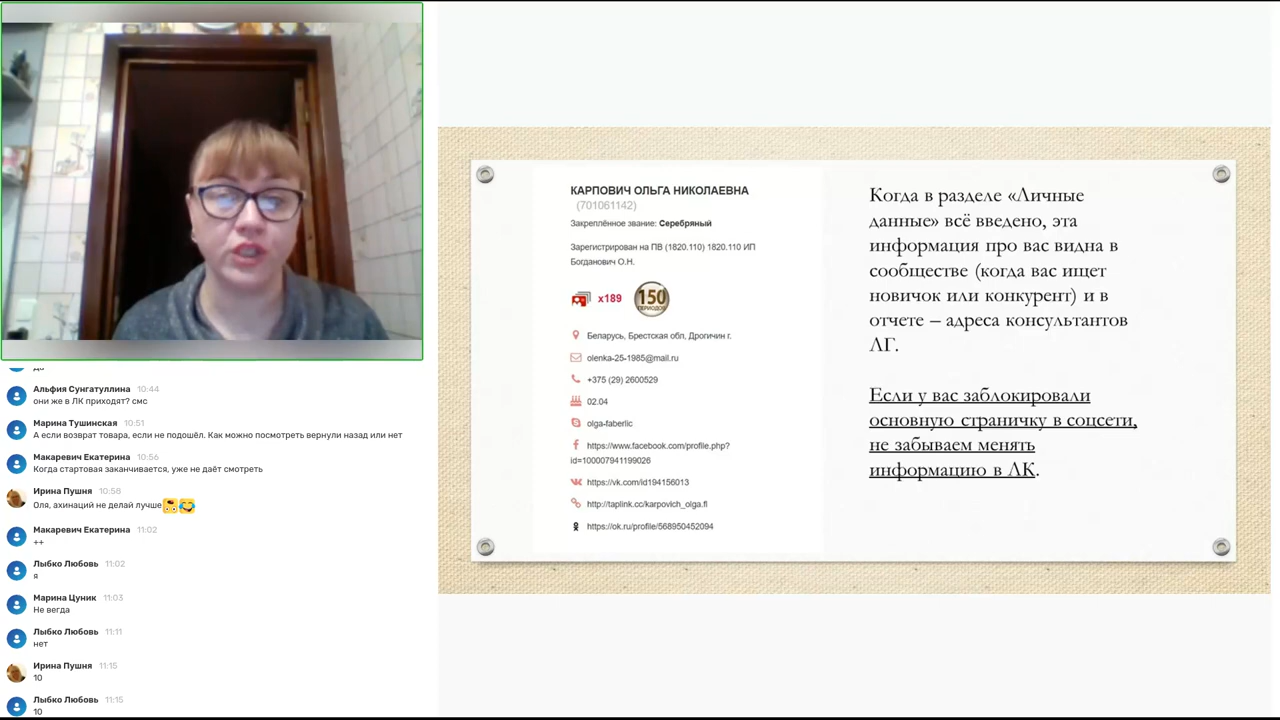 Альфия Сунгатуллина 10:44
они же в ЛК приходят? смс
Марина Тушинская 10:51
А если возврат товара, если не подошёл. Как можно посмотреть вернули назад или нет
Макаревич Екатерина 10:56
Когда стартовая заканчивается, уже не даёт смотреть
Ирина Пушня 10:58
Оля, ахинаций не делай лучше
Макаревич Екатерина 11:02
++
Лыбко Любовь 11:02
я
Марина Цуник 11:03
Не вегда
Лыбко Любовь 11:11
нет
Ирина Пушня 11:15
10
Лыбко Любовь 11:15
10
КАРПОВИЧ ОЛЬГА НИКОЛАЕВНА
(701061142)
Закреплённое звание: Серебряный
Зарегистрирован на ПВ (1820.110) 1820.110 ИП
Богданович О.Н.
x189
150
ПЕРИОДОВ
Беларусь, Брестская обл, Дрогичин г.
olenka-25-1985@mail.ru
+375 (29) 2600529
02.04
olga-faberlic
https://www.facebook.com/profile.php?
id=100007941199026
https://vk.com/id194156013
http://taplink.cc/karpovich_olga.fl
https://ok.ru/profile/568950452094
Когда в разделе «Личные
данные» всё введено, эта
информация про вас видна в
сообществе (когда вас ищет
новичок или конкурент) и в
отчете – адреса консультантов
ЛГ.
Если у вас заблокировали
основную страничку в соцсети,
не забываем менять
информацию в ЛК.